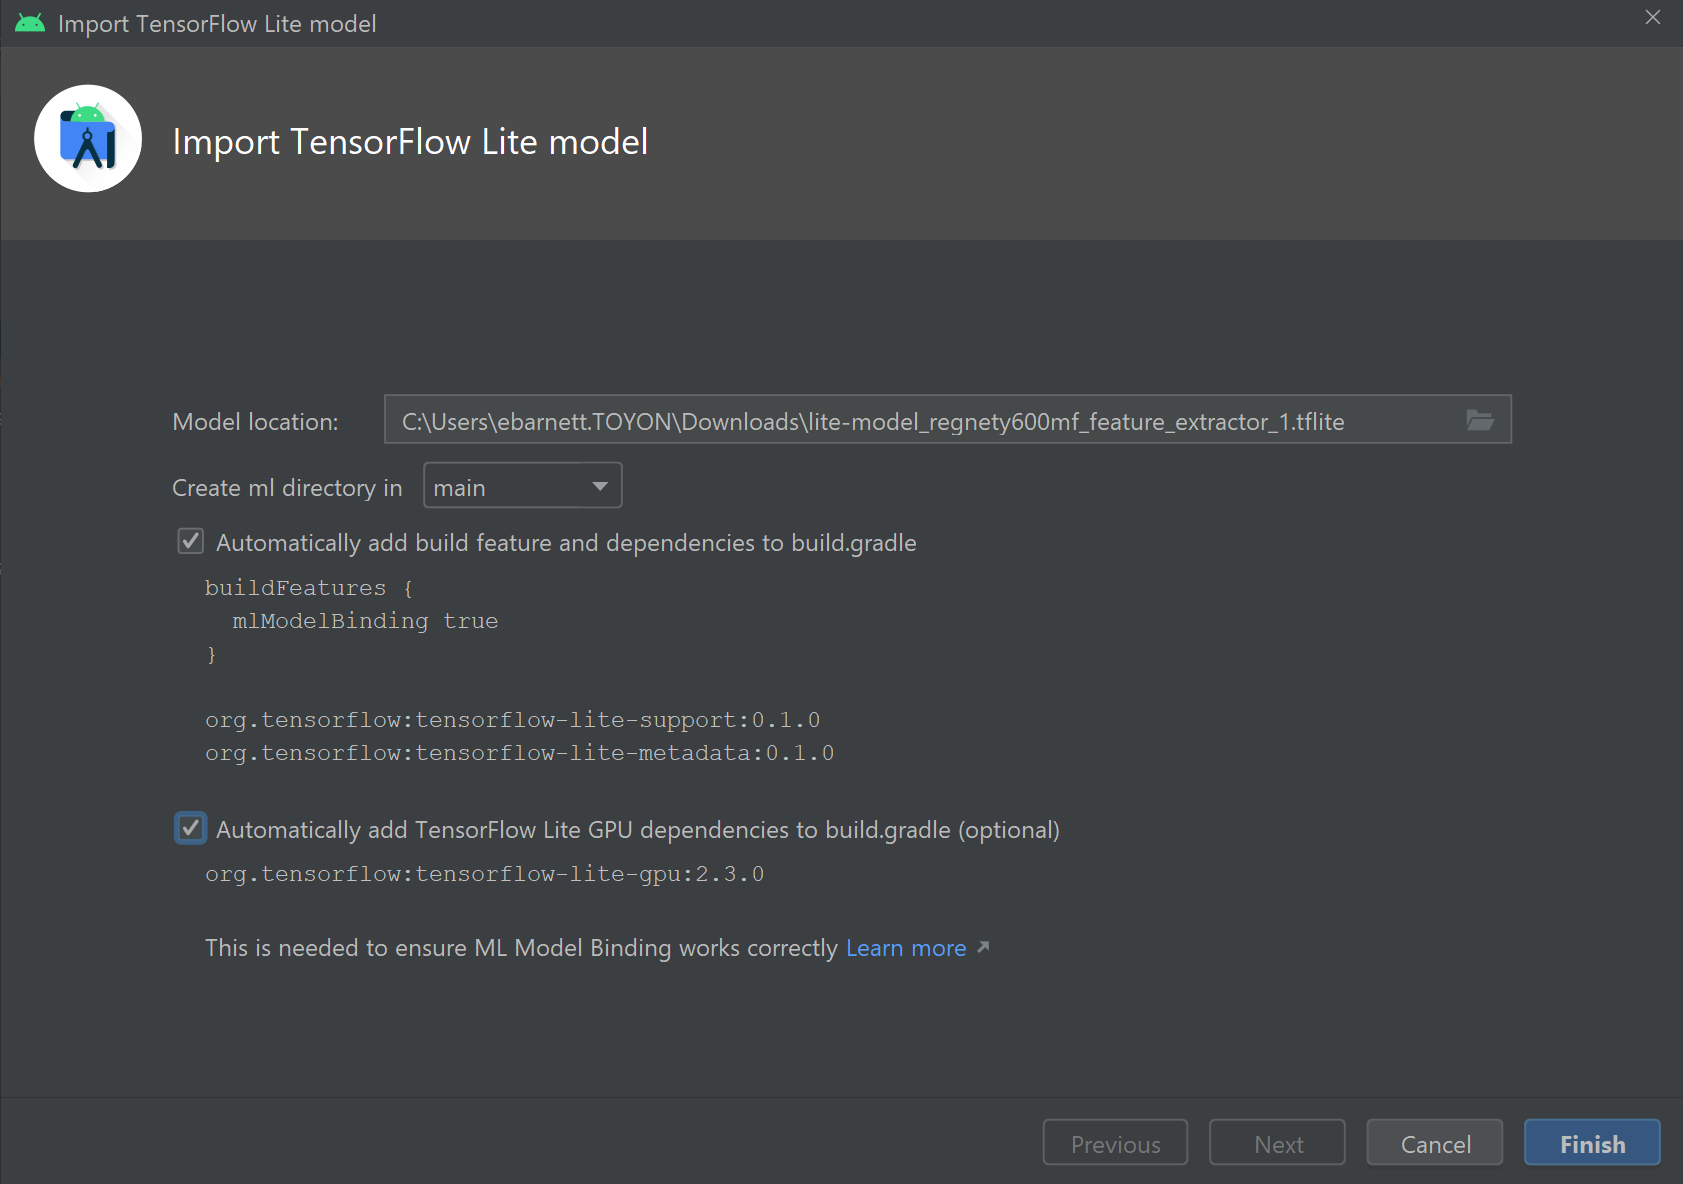 Import TensorFlow Lite model
Import TensorFlow Lite model
Model location: C:\Users\ebarnett.TOYON\Downloads\lite-model_regnety600mf_feature_extractor_1.tflite
Create ml directory in main
Automatically add build feature and dependencies to build.gradle
buildFeatures {
  mlModelBinding true
}
org.tensorflow:tensorflow-lite-support:0.1.0
org.tensorflow:tensorflow-lite-metadata:0.1.0
Automatically add TensorFlow Lite GPU dependencies to build.gradle (optional)
org.tensorflow:tensorflow-lite-gpu:2.3.0
This is needed to ensure ML Model Binding works correctly Learn more
Previous Next Cancel Finish